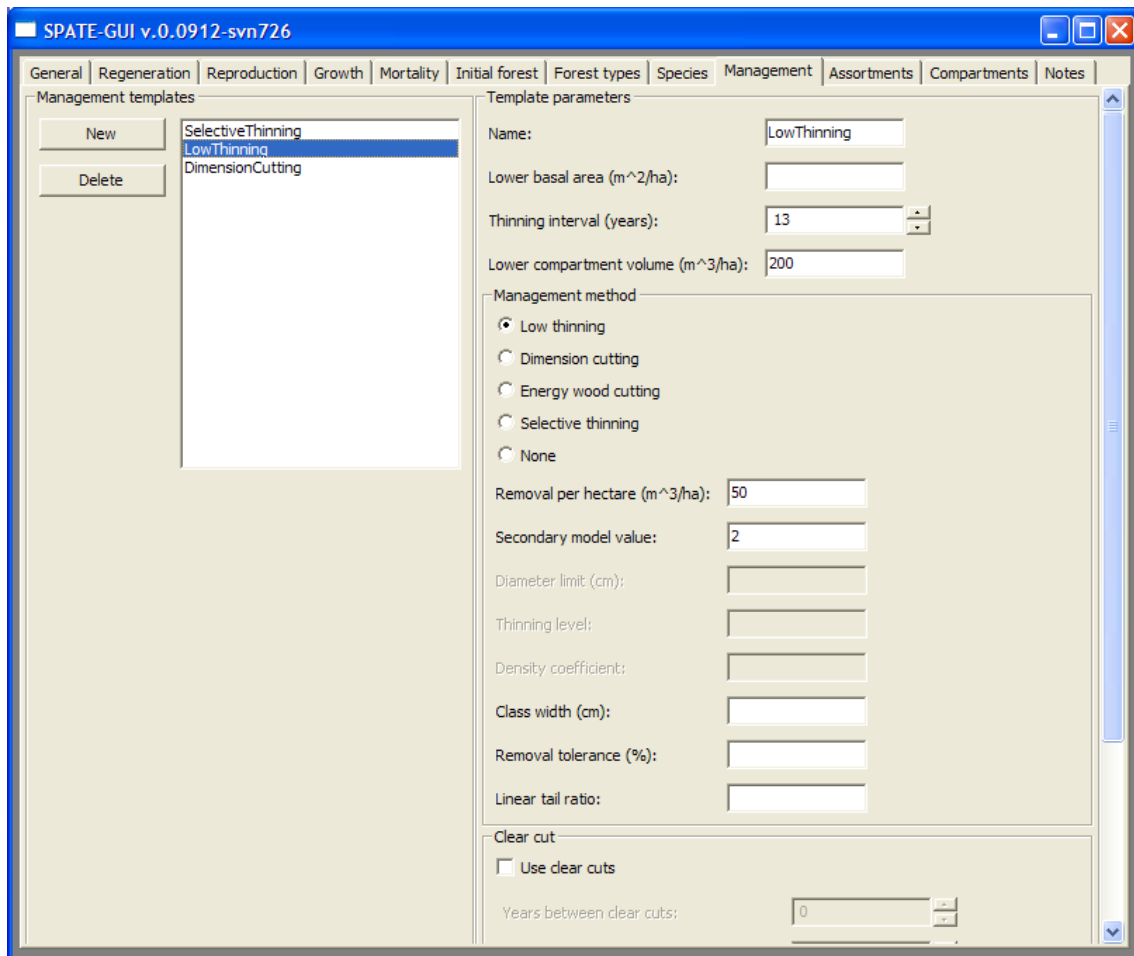 SPATE-GUI v.0.0912-svn726
General Regeneration Reproduction Growth Mortality Initial forest Forest types Species Management Assortments Compartments Notes
Management templates
New
Delete
SelectiveThinning
LowThinning
DimensionCutting
Template parameters
Name: LowThinning
Lower basal area (m^2/ha):
Thinning interval (years): 13
Lower compartment volume (m^3/ha): 200
Management method
Low thinning
Dimension cutting
Energy wood cutting
Selective thinning
None
Removal per hectare (m^3/ha): 50
Secondary model value: 2
Diameter limit (cm):
Thinning level:
Density coefficient:
Class width (cm):
Removal tolerance (%):
Linear tail ratio:
Clear cut
Use clear cuts
Years between clear cuts: 0